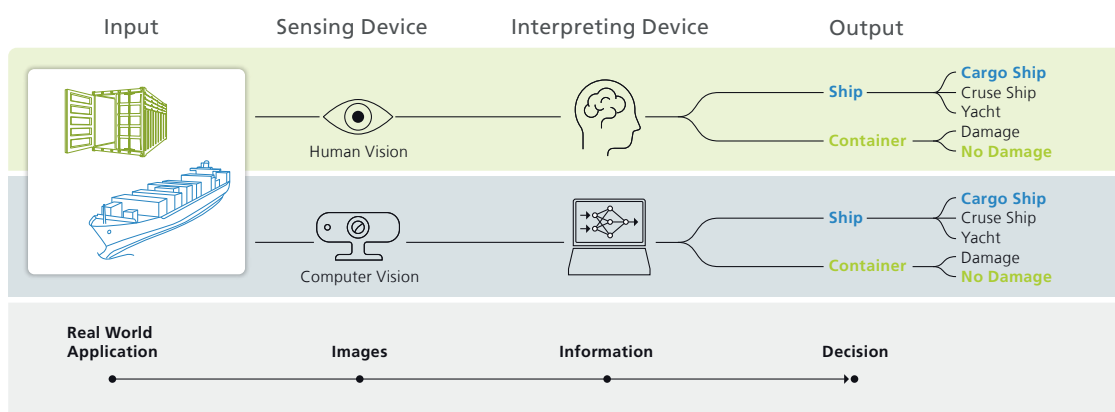 Input
Sensing Device
Interpreting Device
Output
Human Vision
Ship
Cargo Ship
Cruse Ship
Yacht
Container
Damage
No Damage
Computer Vision
Ship
Cargo Ship
Cruse Ship
Yacht
Container
Damage
No Damage
Real World
Application
Images
Information
Decision